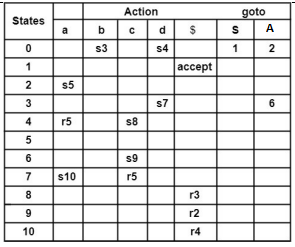 States Action goto
a b c d $ S A
0 s3 s4 1 2
1 accept
2 s5
3 s7 6
4 r5 s8
5
6 s9
7 s10 r5
8 r3
9 r2
10 r4